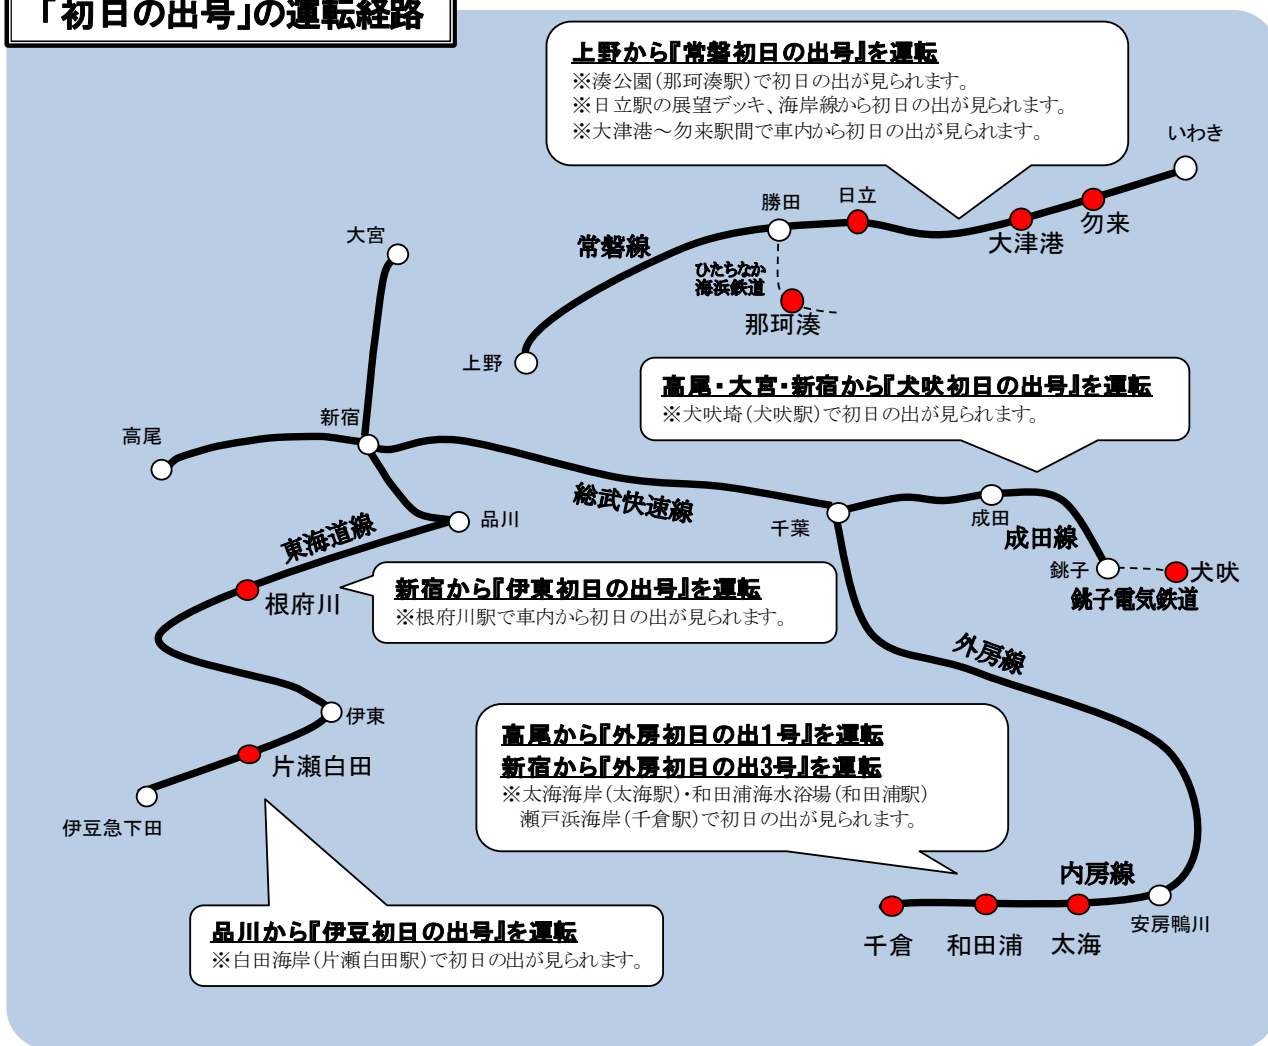 「初日の出号」の運転経路
上野から『常磐初日の出号』を運転
※湊公園(那珂湊駅)で初日の出が見られます。
※日立駅の展望デッキ、海岸線から初日の出が見られます。
※大津港～勿来駅間で車内から初日の出が見られます。
いわき
勝田
日立
勿来
大津港
常磐線
大宮
ひたちなか
海浜鉄道
那珂湊
上野
高尾・大宮・新宿から『犬吠初日の出号』を運転
※犬吠埼(犬吠駅)で初日の出が見られます。
新宿
高尾
総武快速線
品川
千葉
成田
成田線
東海道線
銚子
犬吠
銚子電気鉄道
新宿から『伊東初日の出号』を運転
※根府川駅で車内から初日の出が見られます。
根府川
外房線
伊東
高尾から『外房初日の出1号』を運転
新宿から『外房初日の出3号』を運転
※太海海岸(太海駅)・和田浦海水浴場(和田浦駅)
瀬戸浜海岸(千倉駅)で初日の出が見られます。
片瀬白田
伊豆急下田
内房線
安房鴨川
千倉
和田浦
太海
品川から『伊豆初日の出号』を運転
※白田海岸(片瀬白田駅)で初日の出が見られます。